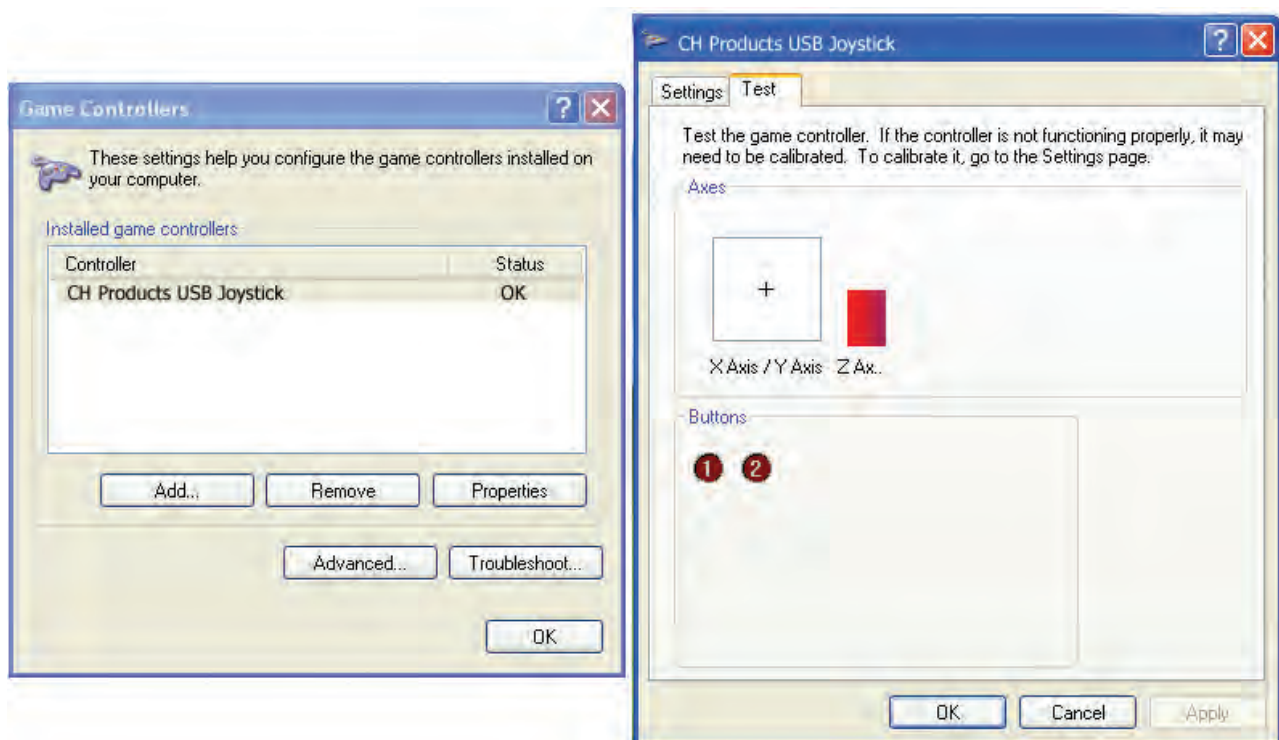 Game Controllers
These settings help you configure the game controllers installed on
your computer.
Installed game controllers
Controller Status
CH Products USB Joystick OK
Add... Remove Properties
Advanced... Troubleshoot...
OK
CH Products USB Joystick
Settings Test
Test the game controller. If the controller is not functioning properly, it may
need to be calibrated. To calibrate it, go to the Settings page.
Axes
X Axis / Y Axis Z Ax..
Buttons
1 2
OK Cancel Apply